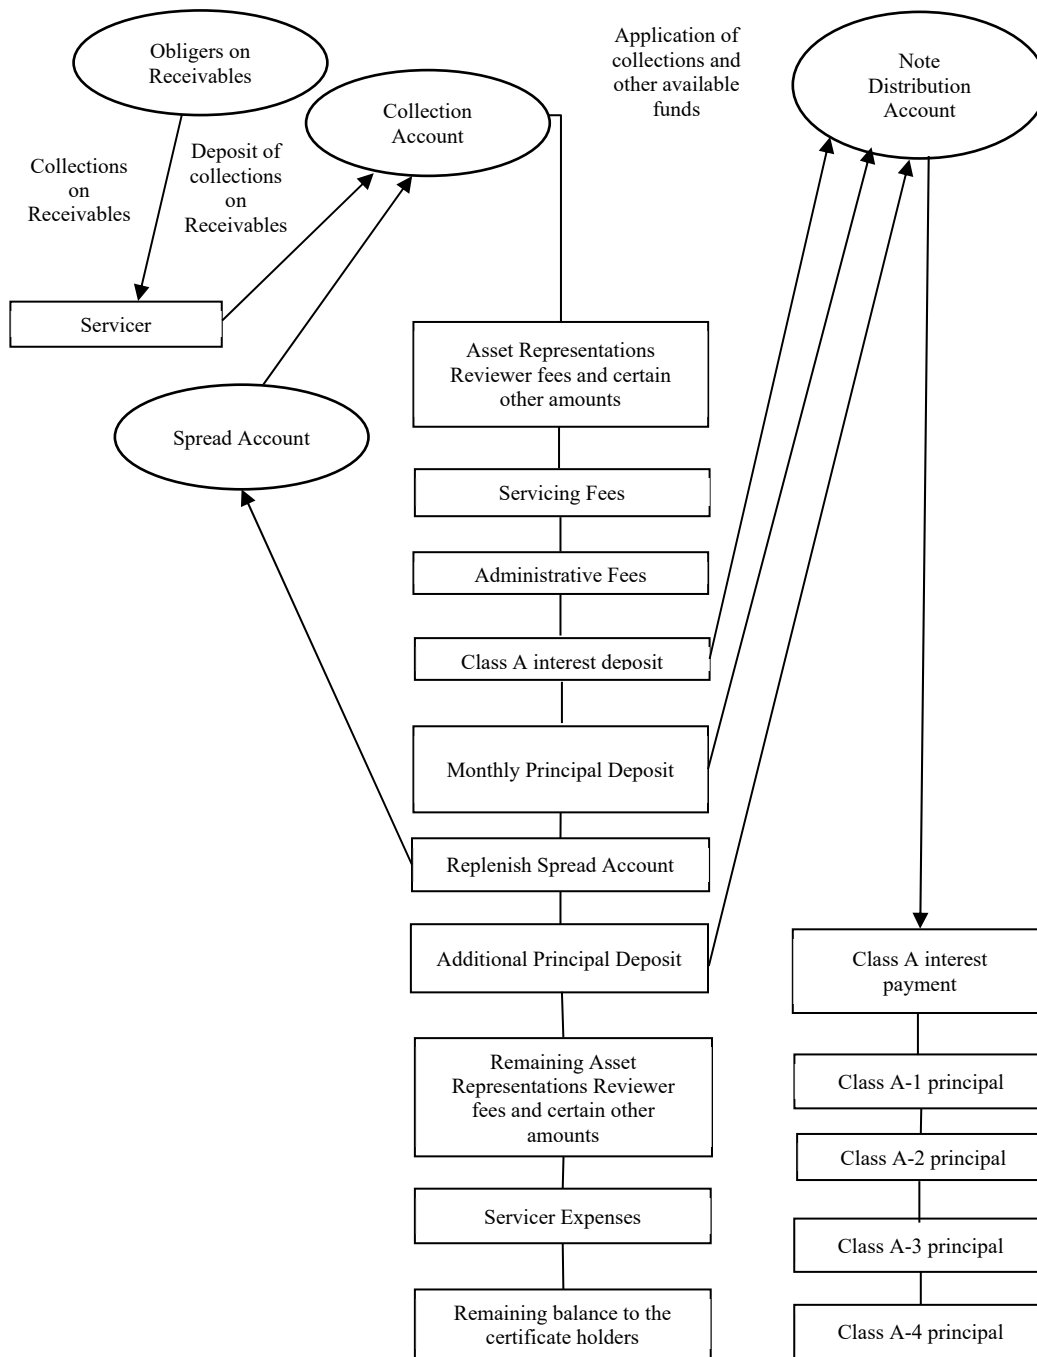 Obligers on
Receivables
Collection
Account
Application of
collections and
other available
funds
Note
Distribution
Account
Collections
on
Receivables
Deposit of
collections
on
Receivables
Servicer
Spread Account
Asset Representations
Reviewer fees and certain
other amounts
Servicing Fees
Administrative Fees
Class A interest deposit
Monthly Principal Deposit
Replenish Spread Account
Additional Principal Deposit
Remaining Asset
Representations Reviewer
fees and certain other
amounts
Servicer Expenses
Remaining balance to the
certificate holders
Class A interest
payment
Class A-1 principal
Class A-2 principal
Class A-3 principal
Class A-4 principal